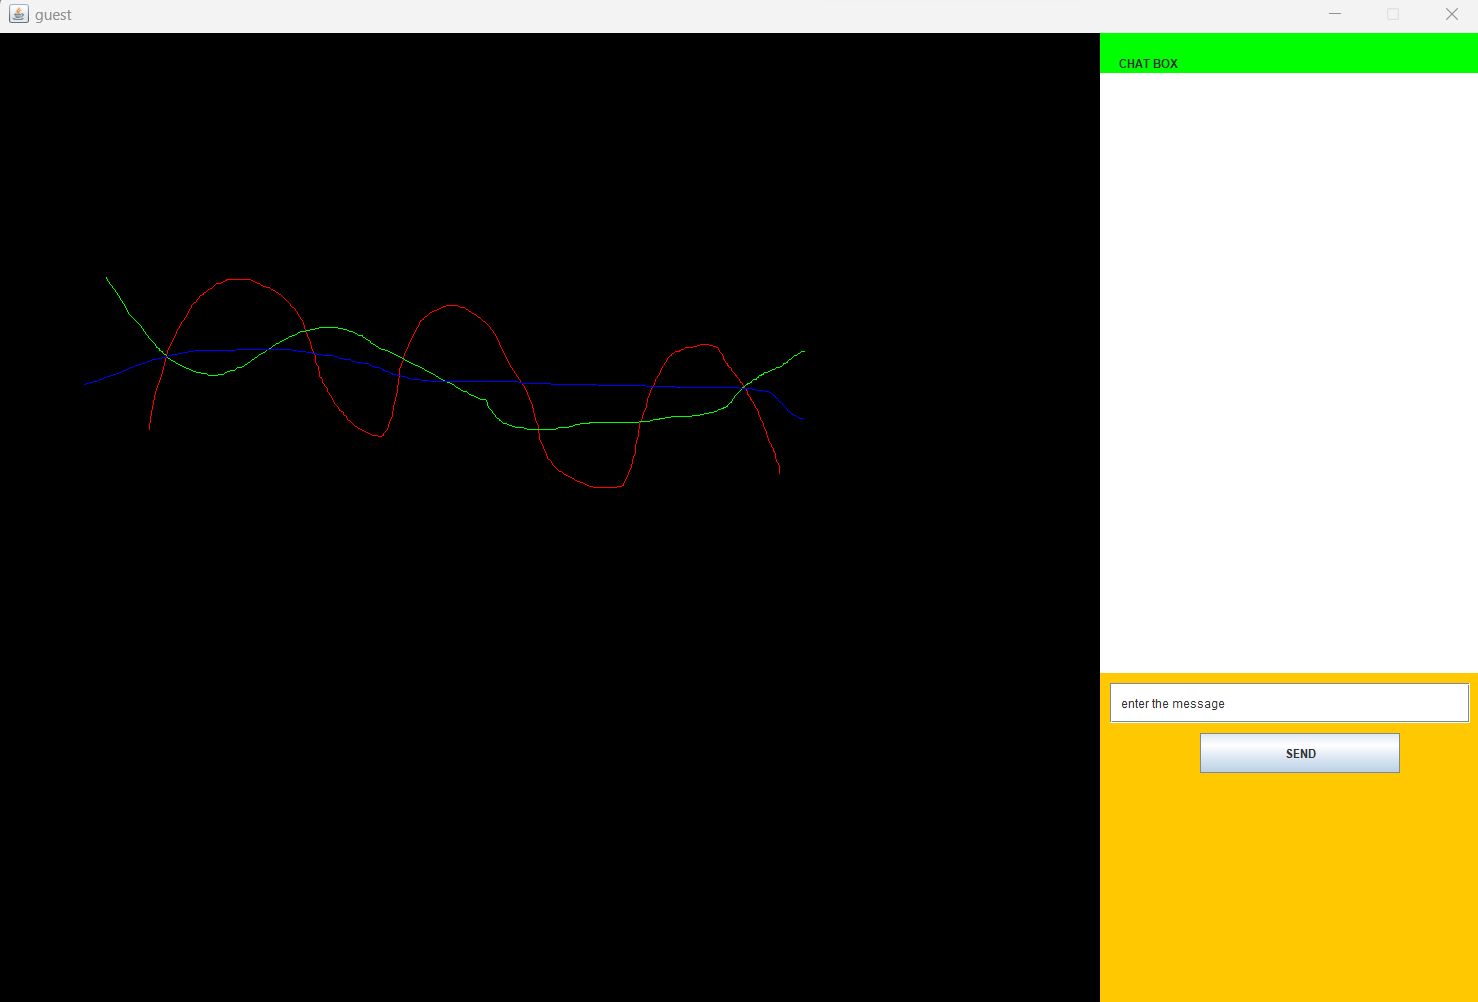 guest
CHAT BOX
enter the message
SEND